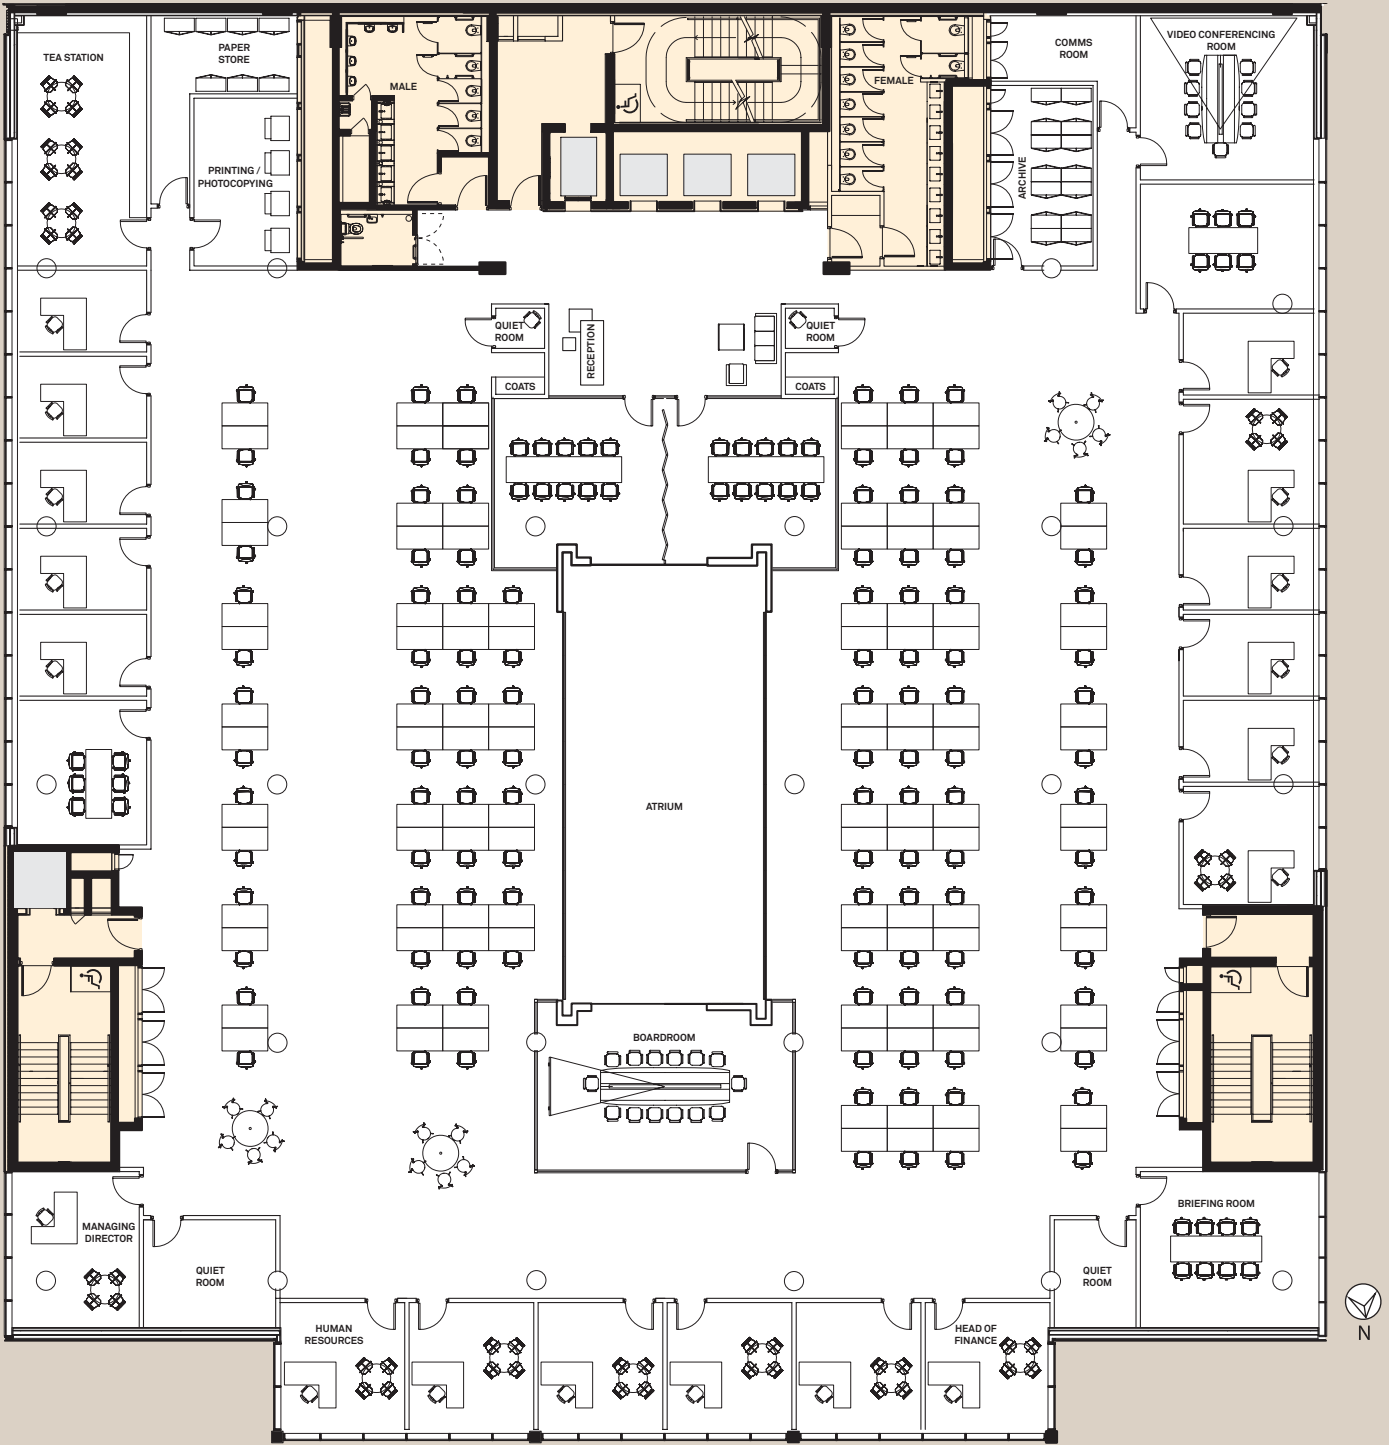 TEA STATION
PAPER
STORE
MALE
FEMALE
COMMS
ROOM
VIDEO CONFERENCING
ROOM
PRINTING /
PHOTOCOPYING
ARCHIVE
QUIET
ROOM
RECEPTION
QUIET
ROOM
COATS
COATS
ATRIUM
BOARDROOM
MANAGING
DIRECTOR
QUIET
ROOM
QUIET
ROOM
BRIEFING ROOM
HUMAN
RESOURCES
HEAD OF
FINANCE
N